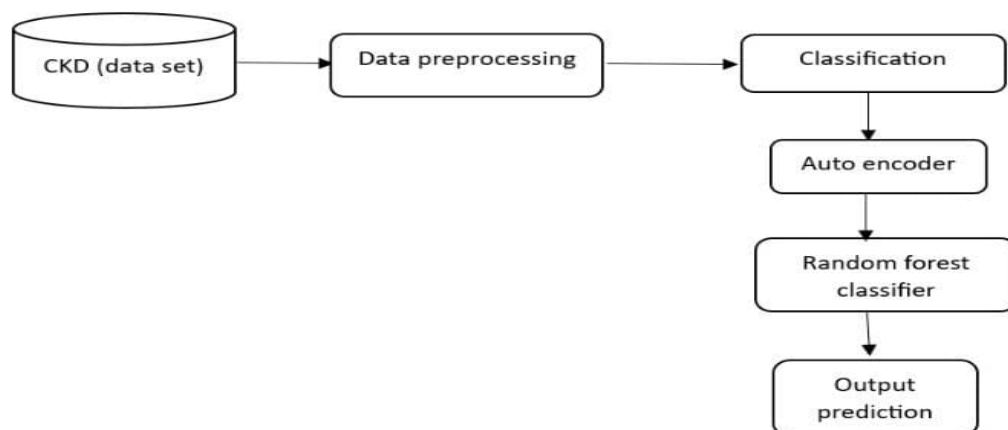 CKD (data set)
Data preprocessing
Classification
Auto encoder
Random forest
classifier
Output
prediction